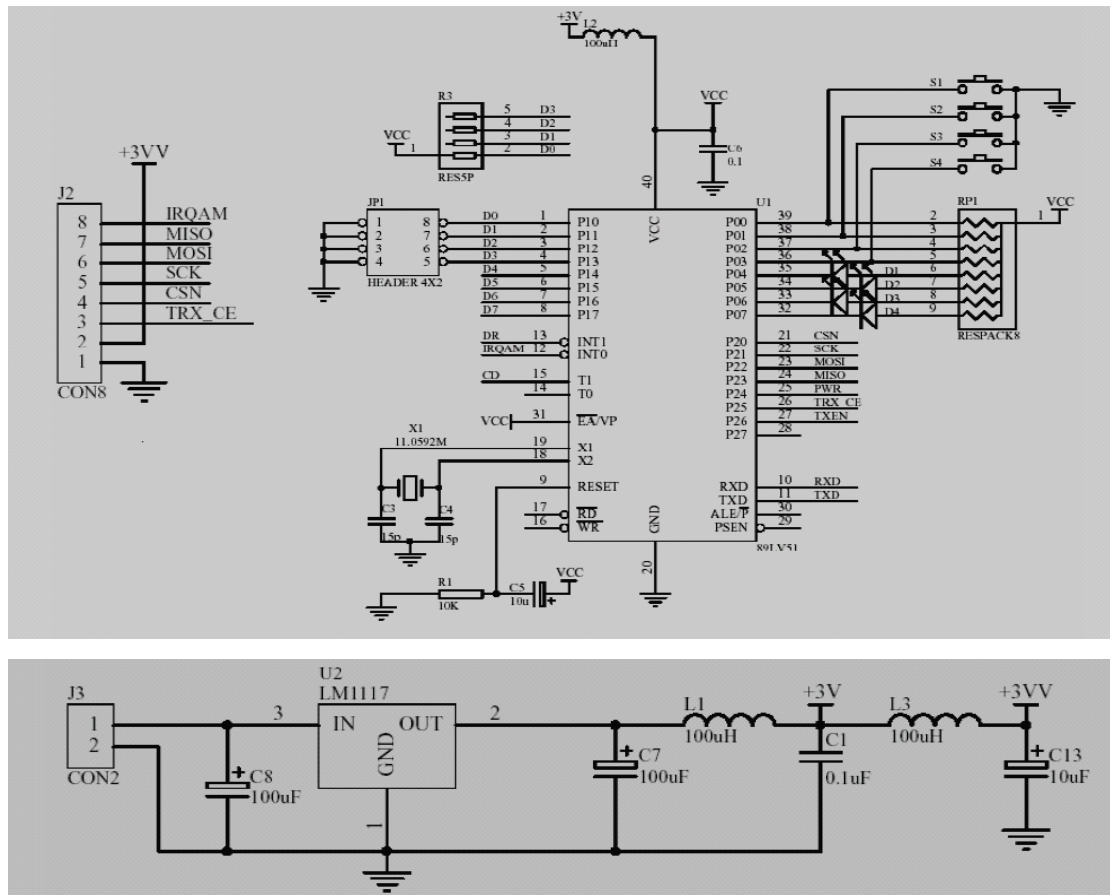 +3V
L2
100uH
VCC
C6
0.1
40
VCC
S1
S2
S3
S4
R3
5 D3
4 D2
3 D1
2 D0
VCC
1
RES5P
+3VV
J2
8 IRQAM
7 MISO
6 MOSI
5 SCK
4 CSN
3 TRX_CE
2
1
CON8
JP1
1 8
2 7
3 6
4 5
HEADER 4X2
D0 1 P10
D1 2 P11
D2 3 P12
D3 4 P13
D4 5 P14
D5 6 P15
D6 7 P16
D7 8 P17
DR 13 INT1
IRQAM 12 INT0
CD 15 T1
14 T0
VCC 31 EA/VP
X1
11.0592M
19 X1
18 X2
9 RESET
17 RD
16 WR
C3
15p
C4
15p
R1
10K
C5
10u
VCC
GND
20
U1
P00 39
P01 38
P02 37
P03 36
P04 35
P05 34
P06 33
P07 32
P20 21 CSN
P21 22 SCK
P22 23 MOSI
P23 24 MISO
P24 25 PWR
P25 26 TRX_CE
P26 27 TXEN
P27 28
RXD 10 RXD
TXD 11 TXD
ALE/P 30
PSEN 29
89LV51
D1
D2
D3
D4
RP1
VCC
1
2
3
4
5
6
7
8
9
RESPACK8
J3
1
2
CON2
C8
100uF
U2
LM1117
3 IN OUT 2
GND
1
C7
100uF
L1
100uH
+3V
C1
0.1uF
L3
100uH
+3VV
C13
10uF